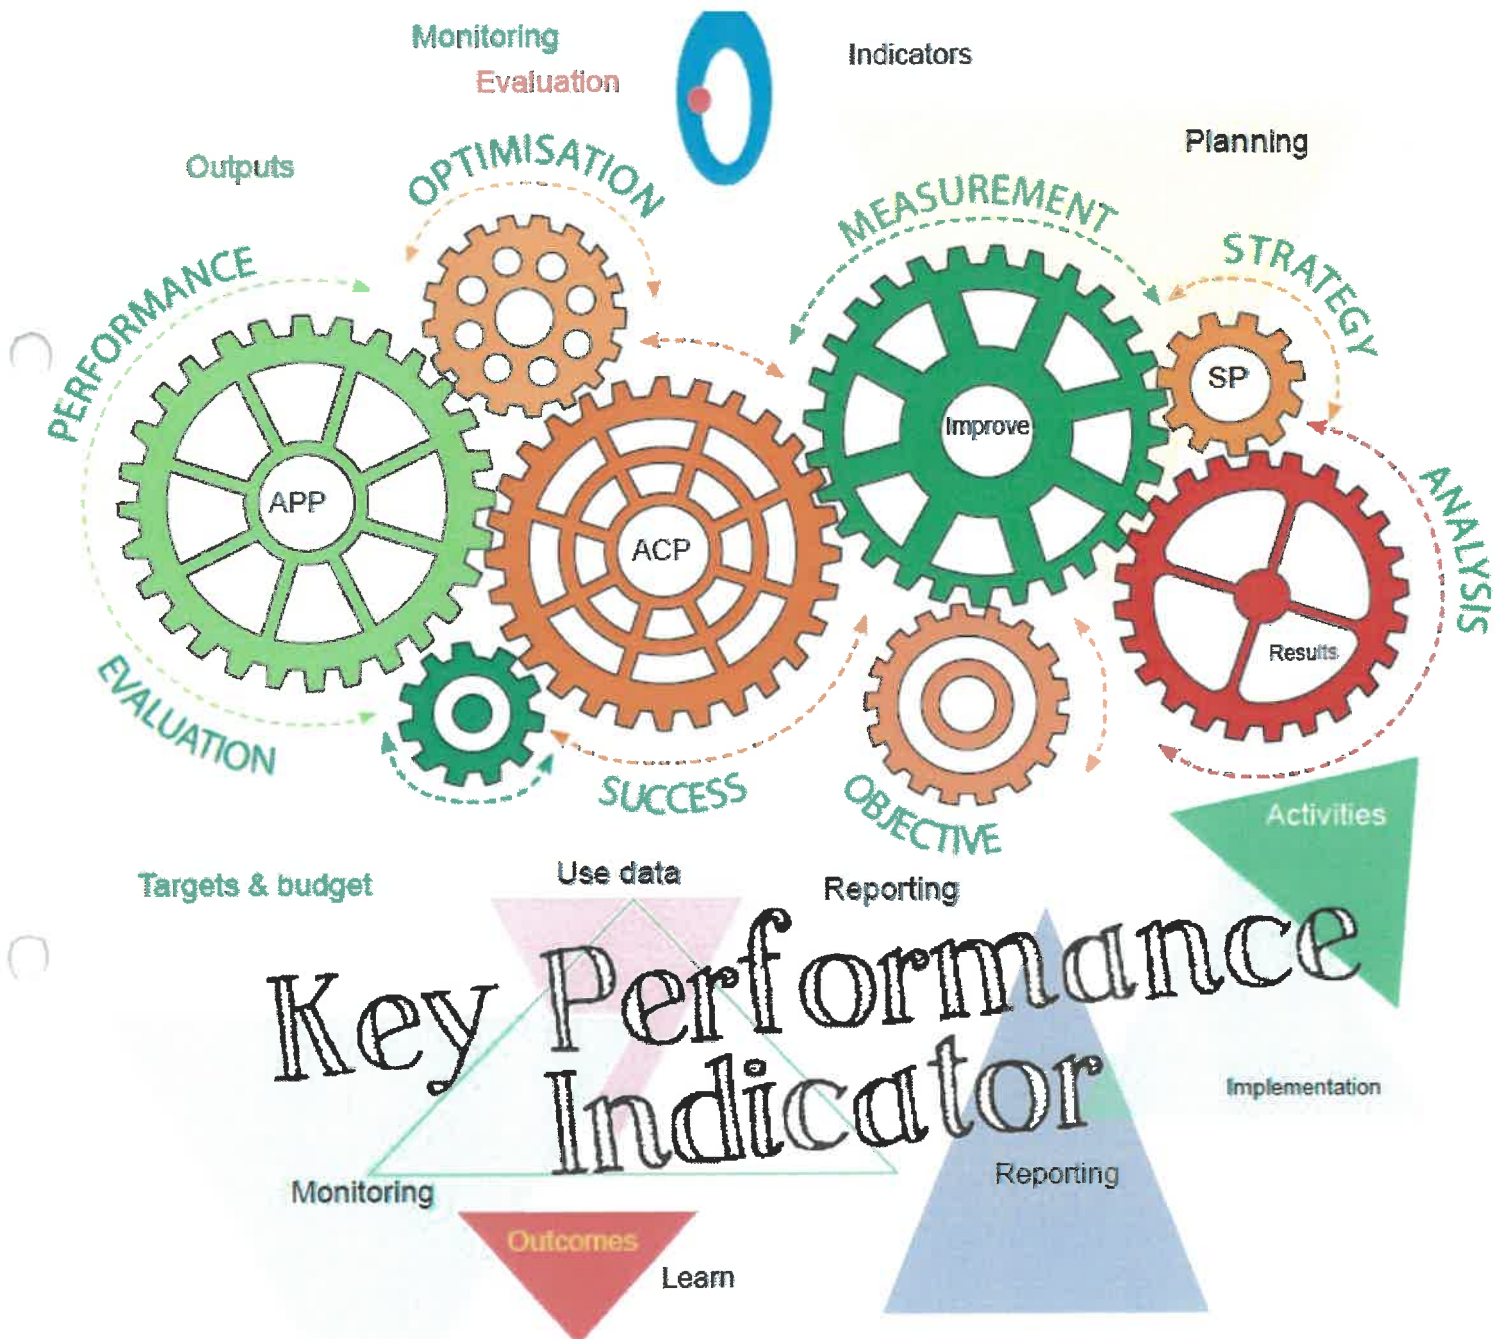 Monitoring
Evaluation
Indicators
Planning
Outputs
OPTIMISATION
MEASUREMENT
STRATEGY
PERFORMANCE
SP
Improve
APP
ACP
ANALYSIS
Results
EVALUATION
SUCCESS
OBJECTIVE
Activities
Targets & budget
Use data
Reporting
Key Performance
Indicator
Implementation
Reporting
Monitoring
Outcomes
Learn